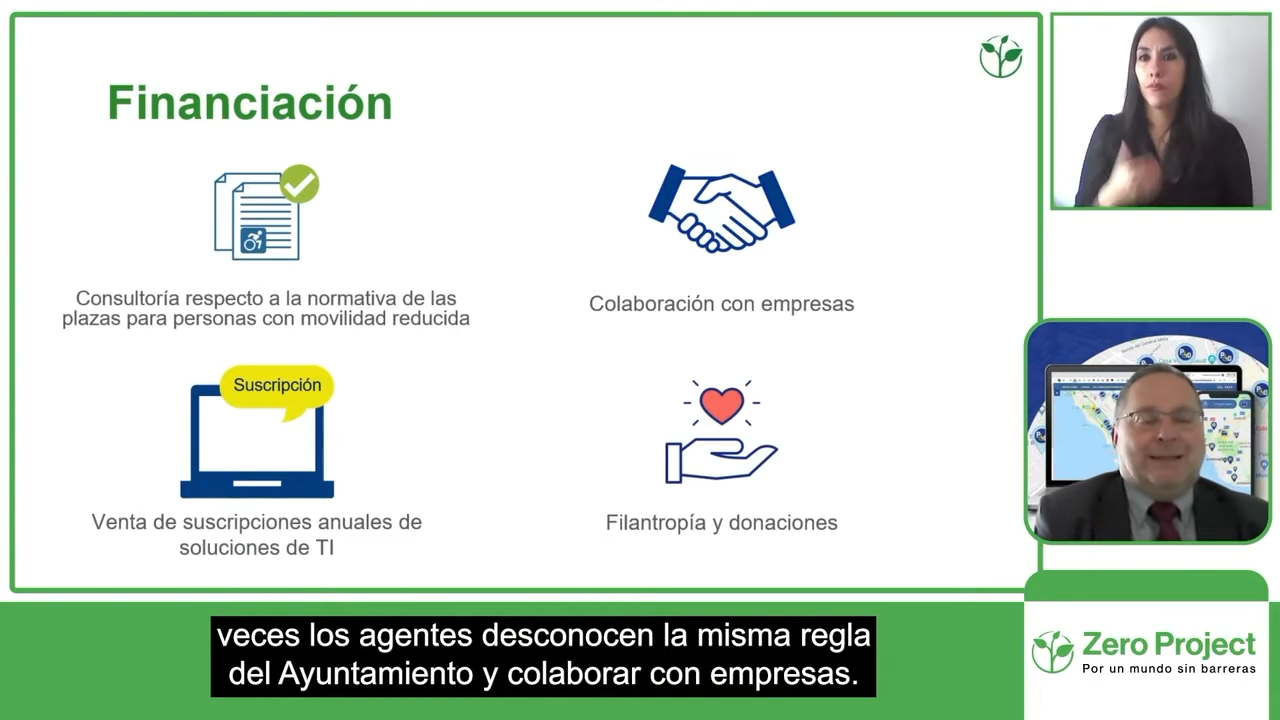 Financiación
Consultoría respecto a la normativa de las
plazas para personas con movilidad reducida
Colaboración con empresas
Suscripción
Venta de suscripciones anuales de
soluciones de TI
Filantropía y donaciones
veces los agentes desconocen la misma regla
del Ayuntamiento y colaborar con empresas.
Zero Project
Por un mundo sin barreras